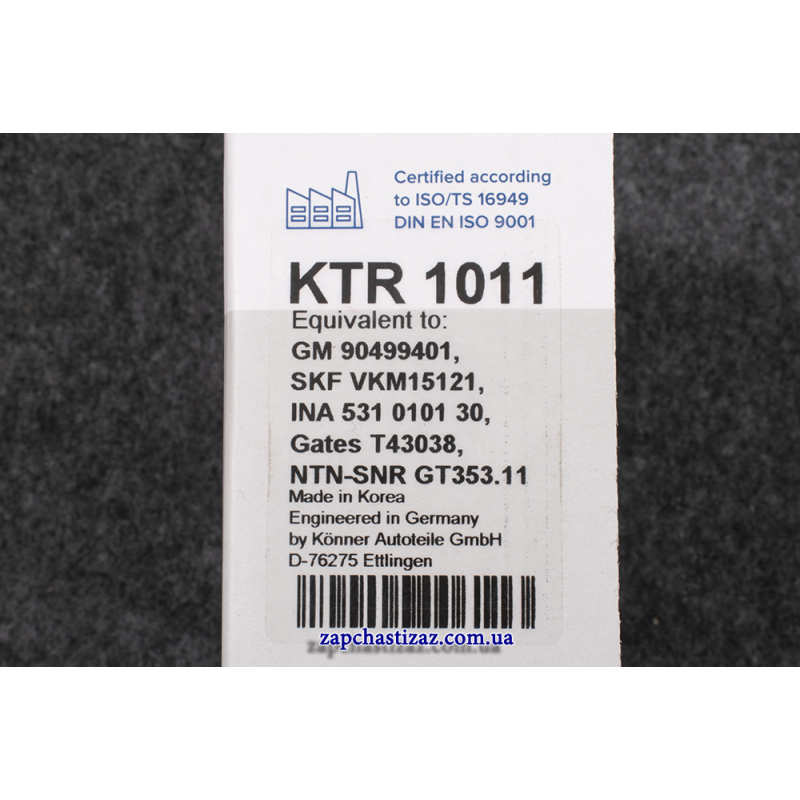 Certified according
to ISO/TS 16949
DIN EN ISO 9001
KTR 1011
Equivalent to:
GM 90499401,
SKF VKM15121,
INA 531 0101 30,
Gates T43038,
NTN-SNR GT353.11
Made in Korea
Engineered in Germany
by Könner Autoteile GmbH
D-76275 Ettlingen
zapchastizaz.com.ua